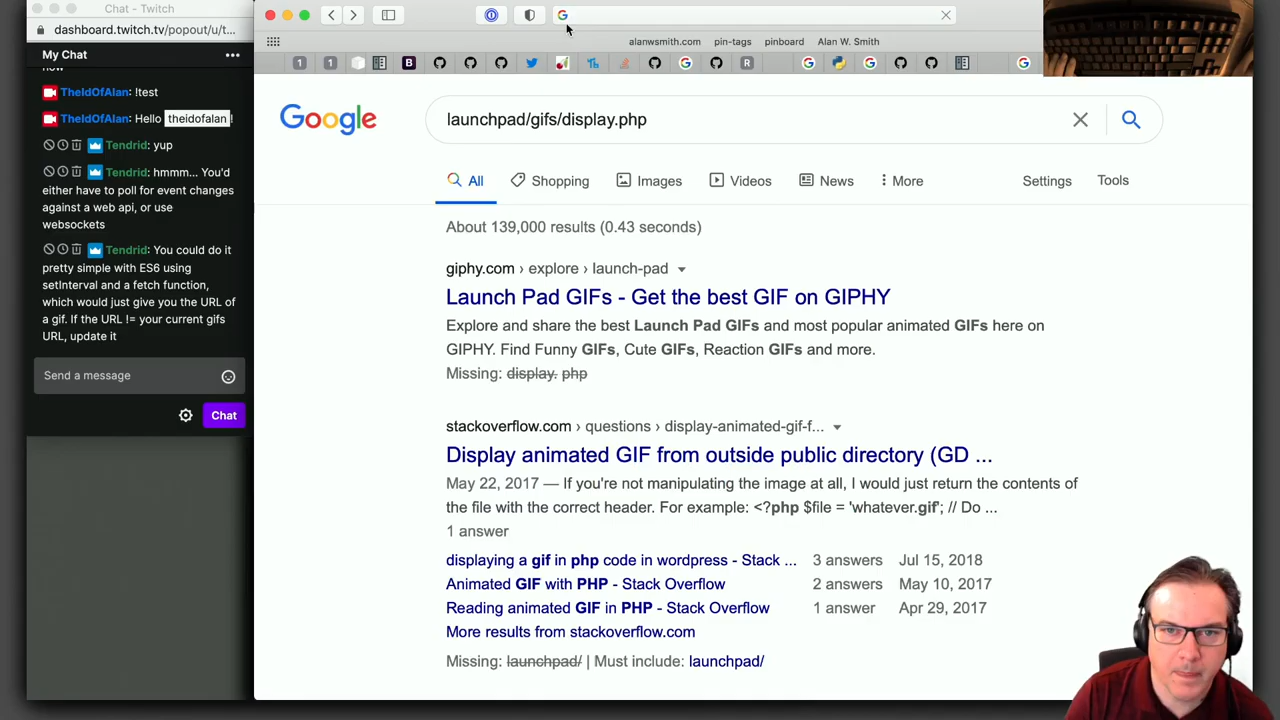 Chat - Twitch
dashboard.twitch.tv/popout/u/t...
My Chat
now
TheIdOfAlan: !test
TheIdOfAlan: Hello theidofalan !
Tendrid: yup
Tendrid: hmmm... You'd
either have to poll for event changes
against a web api, or use
websockets
Tendrid: You could do it
pretty simple with ES6 using
setInterval and a fetch function,
which would just give you the URL of
a gif. If the URL != your current gifs
URL, update it
Send a message
Chat
alanwsmith.com pin-tags pinboard Alan W. Smith
1 1 B Tb R
Google
launchpad/gifs/display.php
All Shopping Images Videos News More Settings Tools
About 139,000 results (0.43 seconds)
giphy.com › explore › launch-pad
Launch Pad GIFs - Get the best GIF on GIPHY
Explore and share the best Launch Pad GIFs and most popular animated GIFs here on
GIPHY. Find Funny GIFs, Cute GIFs, Reaction GIFs and more.
Missing: display. php
stackoverflow.com › questions › display-animated-gif-f...
Display animated GIF from outside public directory (GD ...
May 22, 2017 — If you're not manipulating the image at all, I would just return the contents of
the file with the correct header. For example: <?php $file = 'whatever.gif'; // Do ...
1 answer
displaying a gif in php code in wordpress - Stack ... 3 answers Jul 15, 2018
Animated GIF with PHP - Stack Overflow 2 answers May 10, 2017
Reading animated GIF in PHP - Stack Overflow 1 answer Apr 29, 2017
More results from stackoverflow.com
Missing: launchpad/ | Must include: launchpad/